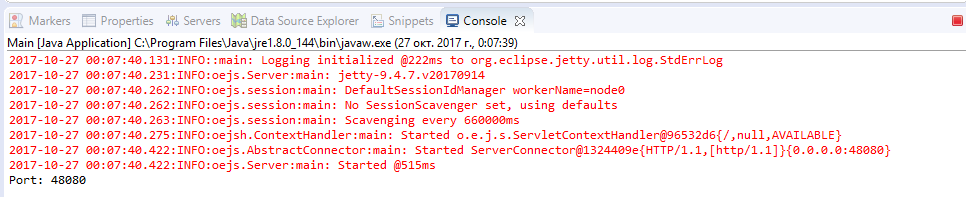 Markers Properties Servers Data Source Explorer Snippets Console
Main [Java Application] C:\Program Files\Java\jre1.8.0_144\bin\javaw.exe (27 окт. 2017 г., 0:07:39)
2017-10-27 00:07:40.131:INFO::main: Logging initialized @222ms to org.eclipse.jetty.util.log.StdErrLog
2017-10-27 00:07:40.231:INFO:oejs.Server:main: jetty-9.4.7.v20170914
2017-10-27 00:07:40.262:INFO:oejs.session:main: DefaultSessionIdManager workerName=node0
2017-10-27 00:07:40.262:INFO:oejs.session:main: No SessionScavenger set, using defaults
2017-10-27 00:07:40.263:INFO:oejs.session:main: Scavenging every 660000ms
2017-10-27 00:07:40.275:INFO:oejsh.ContextHandler:main: Started o.e.j.s.ServletContextHandler@96532d6{/,null,AVAILABLE}
2017-10-27 00:07:40.422:INFO:oejs.AbstractConnector:main: Started ServerConnector@1324409e{HTTP/1.1,[http/1.1]}{0.0.0.0:48080}
2017-10-27 00:07:40.422:INFO:oejs.Server:main: Started @515ms
Port: 48080